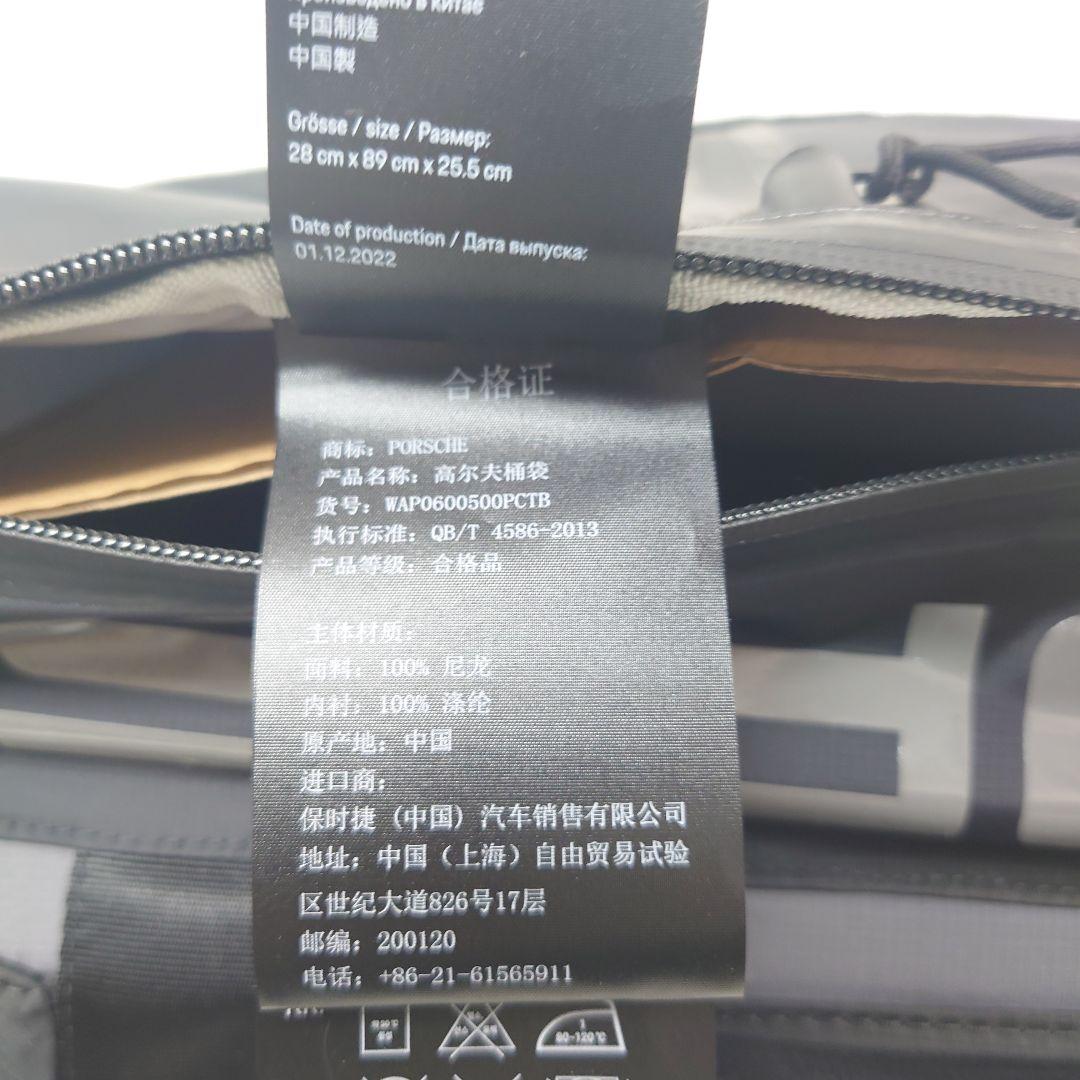 Произведено в Китае
中国制造
中国製
Grösse / size / Размер:
28 cm x 89 cm x 25.5 cm
Date of production / Дата выпуска:
01.12.2022
合格证
商标: PORSCHE
产品名称: 高尔夫桶袋
货号: WAP0600500PCTB
执行标准: QB/T 4586-2013
产品等级: 合格品
主体材质:
面料: 100% 尼龙
内衬: 100% 涤纶
原产地: 中国
进口商:
保时捷 (中国) 汽车销售有限公司
地址: 中国 (上海) 自由贸易试验
区世纪大道826号17层
邮编: 200120
电话: +86-21-61565911
60-120℃